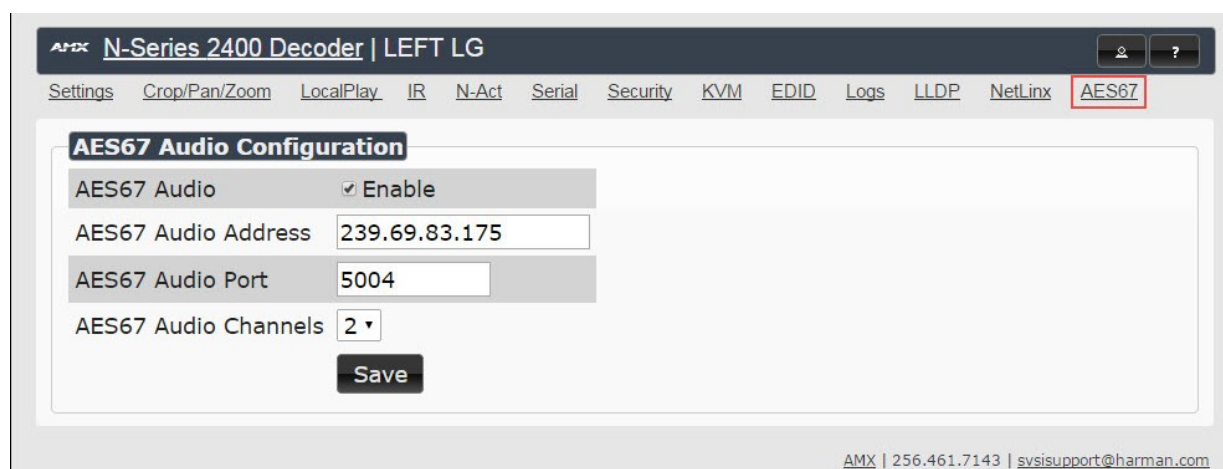 AMX N-Series 2400 Decoder | LEFT LG
?
Settings Crop/Pan/Zoom LocalPlay IR N-Act Serial Security KVM EDID Logs LLDP NetLinx AES67
AES67 Audio Configuration
AES67 Audio Enable
AES67 Audio Address 239.69.83.175
AES67 Audio Port 5004
AES67 Audio Channels 2
Save
AMX | 256.461.7143 | svsisupport@harman.com